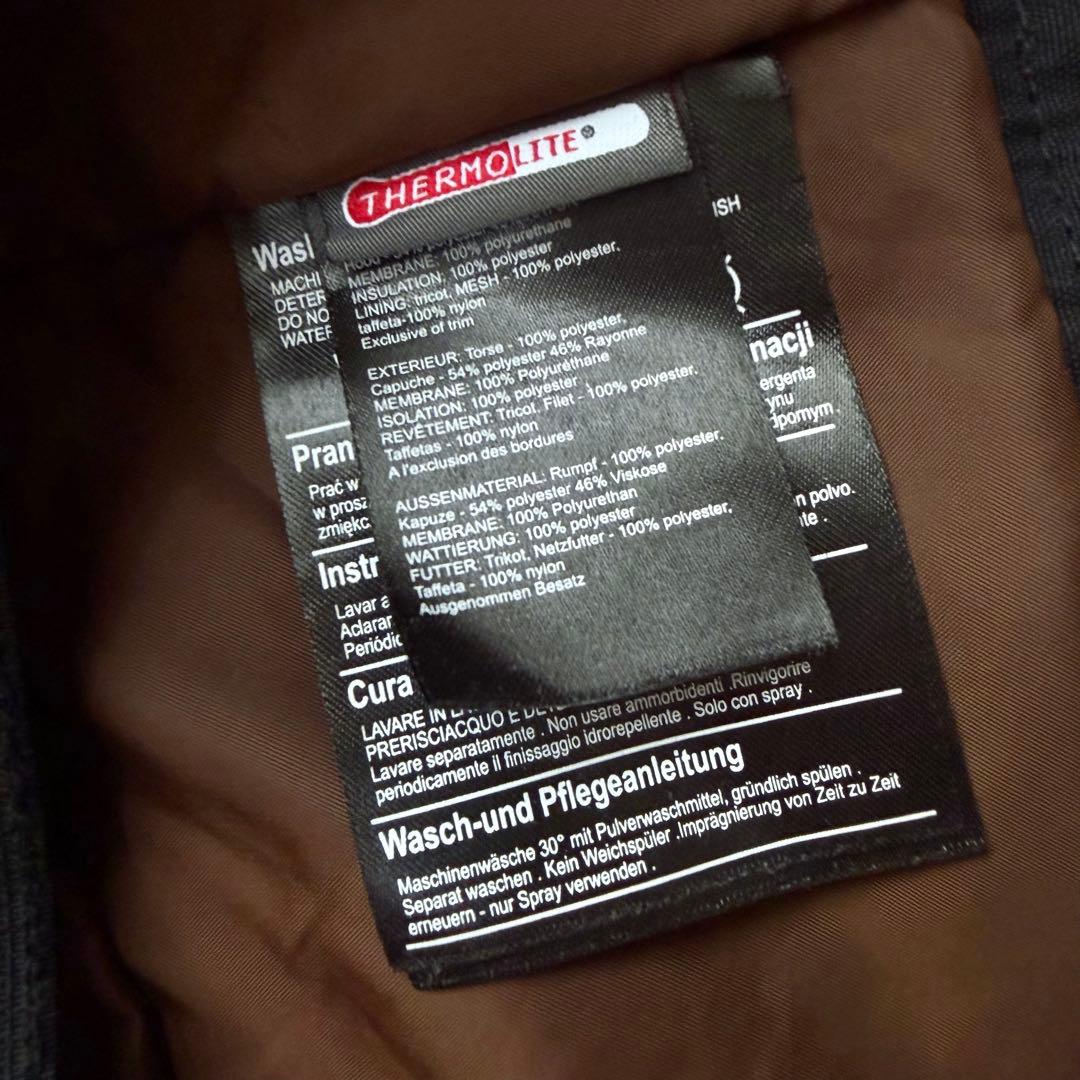 THERMOLITE®
MEMBRANE: 100% polyurethane
INSULATION: 100% polyester
LINING: tricot, MESH - 100% polyester.
taffeta-100% nylon
Exclusive of trim
EXTERIEUR: Torse - 100% polyester.
Capuche - 54% polyester 46% Rayonne
MEMBRANE: 100% Polyuréthane
ISOLATION: 100% polyester
REVÊTEMENT: Tricot, Filet - 100% polyester.
Taffetas - 100% nylon
A l'exclusion des bordures
AUSSENMATERIAL: Rumpf - 100% polyester.
Kapuze - 54% polyester 46% Viskose
MEMBRANE: 100% Polyurethan
WATTIERUNG: 100% polyester
FUTTER: Trikot, Netzfutter - 100% polyester.
Taffeta - 100% nylon
Ausgenommen Besatz
ISH
Wasl
MACHI
DETER
DO NO
WATER
Pran
nacji
Prać w
ergenta
w prosz
ynu
zmiękc
dpomym.
Instr
Lavar a
n polvo.
Aclarar
te .
Periódic
Cura
LAVARE IN
PRERISCIACQUO E
Lavare separatamente . Non usare ammorbidenti .Rinvigorire
periodicamente il finissaggio idrorepellente . Solo con spray .
Wasch-und Pflegeanleitung
Maschinenwäsche 30° mit Pulverwaschmittel, gründlich spülen .
Separat waschen . Kein Weichspüler .Imprägnierung von Zeit zu Zeit
erneuern - nur Spray verwenden .